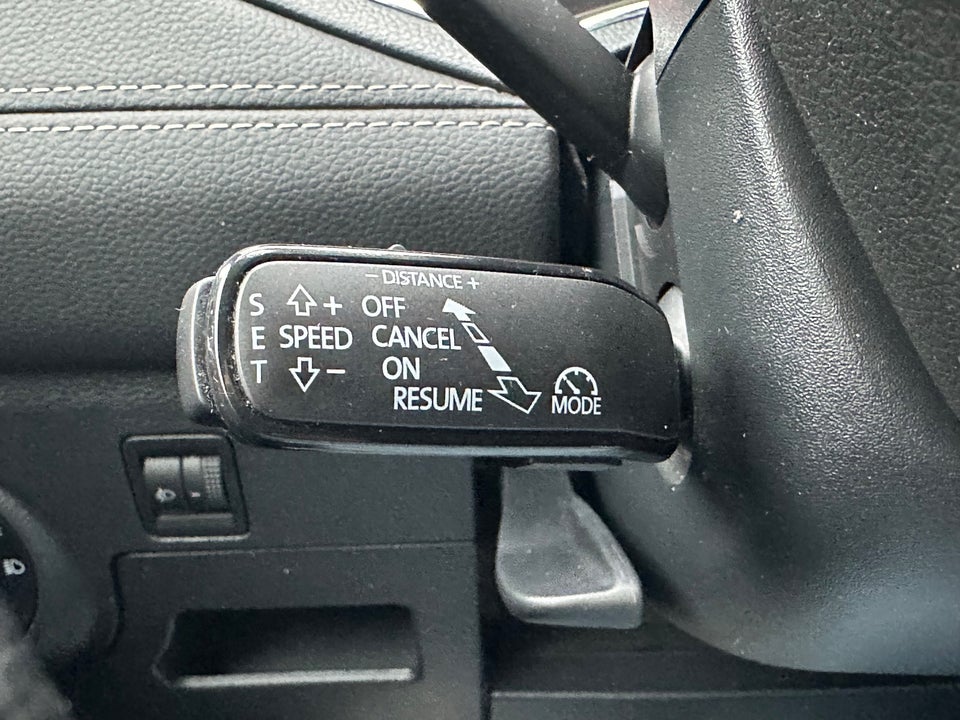 − DISTANCE +
S + OFF
E SPEED CANCEL
T − ON
RESUME MODE